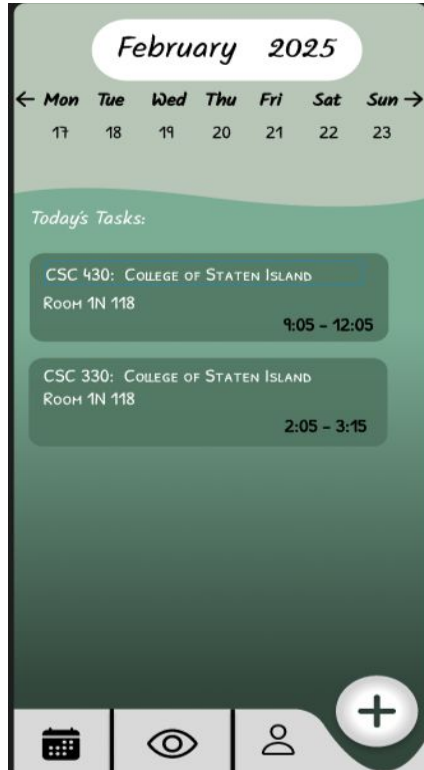 February 2025
← Mon Tue Wed Thu Fri Sat Sun →
17 18 19 20 21 22 23
Today's Tasks:
CSC 430: College of Staten Island
Room 1N 118
9:05 - 12:05
CSC 330: College of Staten Island
Room 1N 118
2:05 - 3:15